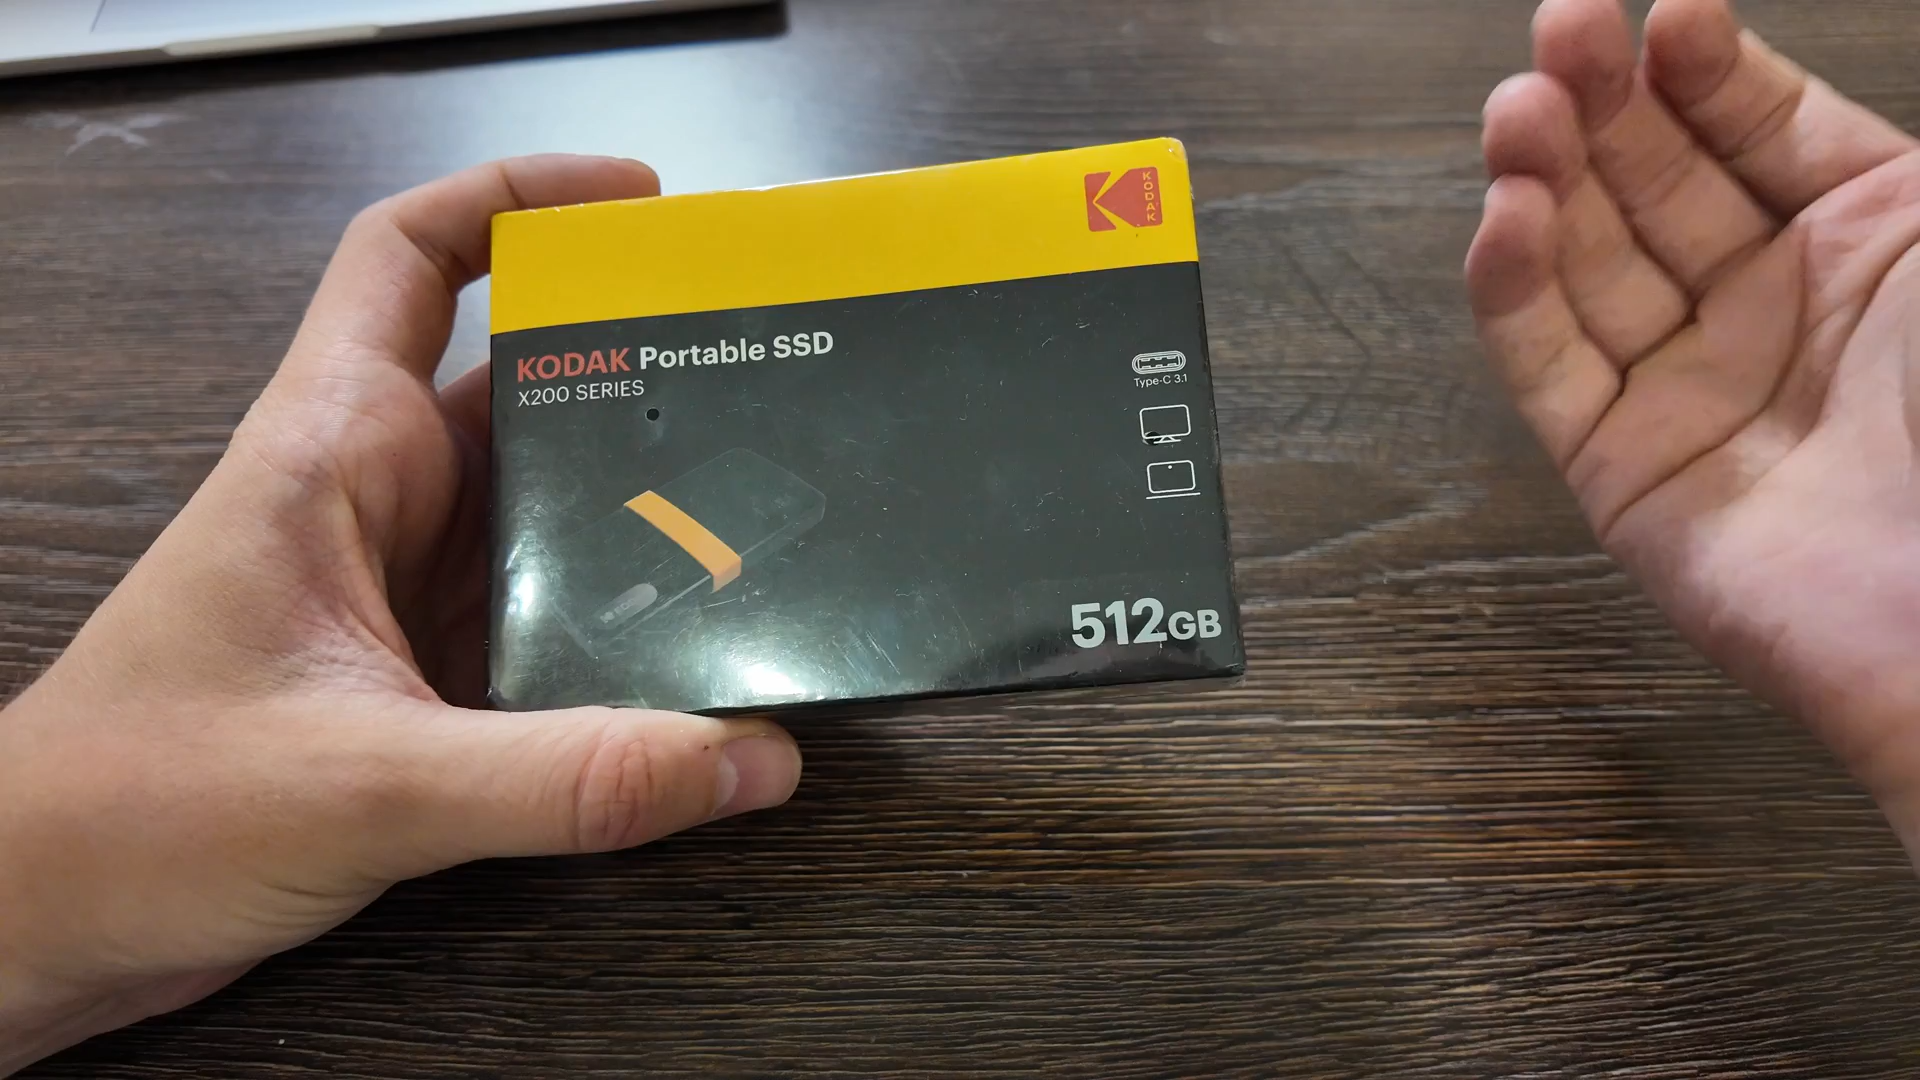 KODAK
KODAK Portable SSD
X200 SERIES
Type-C 3.1
512GB